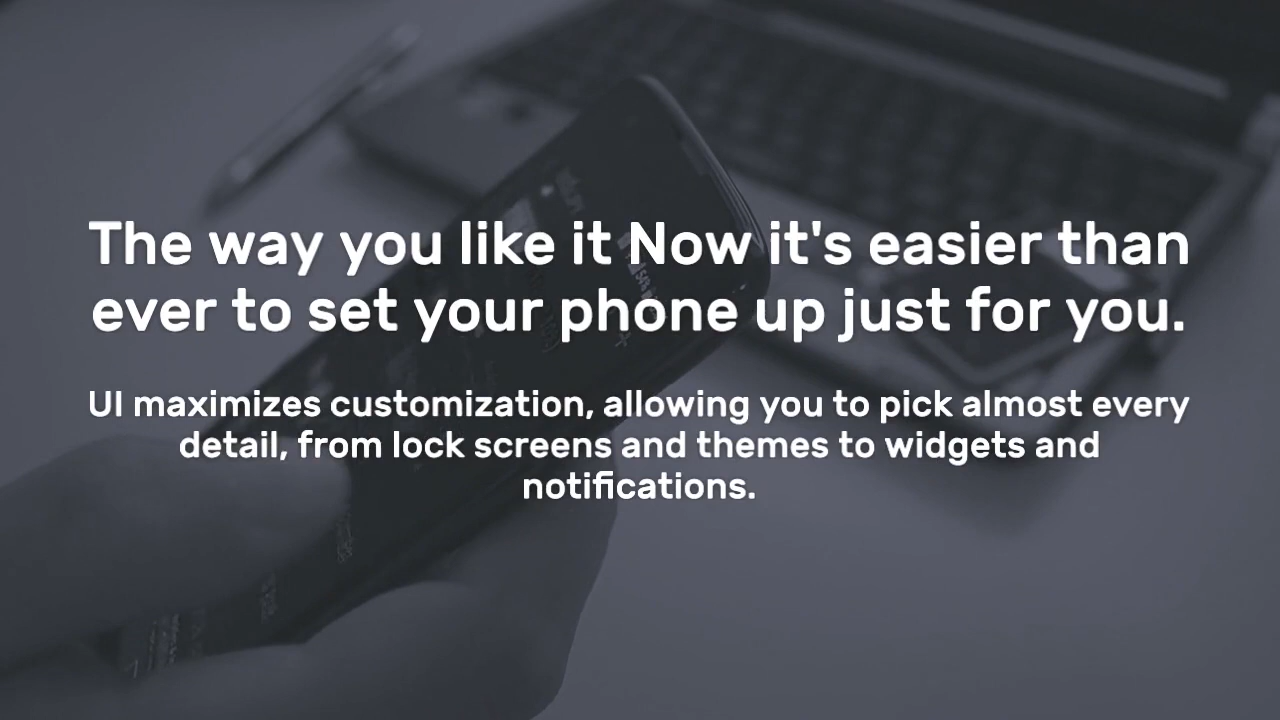 The way you like it Now it's easier than
ever to set your phone up just for you.
UI maximizes customization, allowing you to pick almost every
detail, from lock screens and themes to widgets and
notifications.